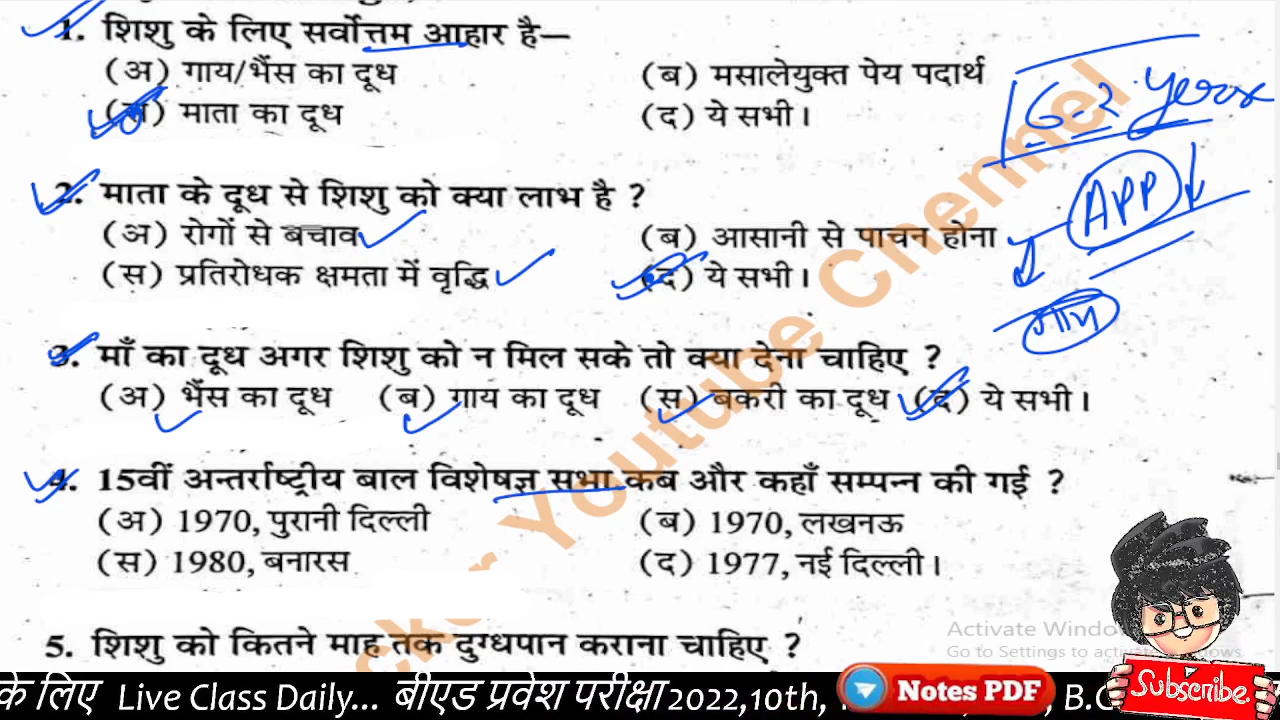 1. शिशु के लिए सर्वोत्तम आहार है—
(अ) गाय/भैंस का दूध (ब) मसालेयुक्त पेय पदार्थ
(स) माता का दूध (द) ये सभी।
2. माता के दूध से शिशु को क्या लाभ है ?
(अ) रोगों से बचाव (ब) आसानी से पाचन होना
(स) प्रतिरोधक क्षमता में वृद्धि (द) ये सभी।
3. माँ का दूध अगर शिशु को न मिल सके तो क्या देना चाहिए ?
(अ) भैंस का दूध (ब) गाय का दूध (स) बकरी का दूध (द) ये सभी।
4. 15वीं अन्तर्राष्ट्रीय बाल विशेषज्ञ सभा कब और कहाँ सम्पन्न की गई ?
(अ) 1970, पुरानी दिल्ली (ब) 1970, लखनऊ
(स) 1980, बनारस (द) 1977, नई दिल्ली।
5. शिशु को कितने माह तक दुग्धपान कराना चाहिए ?
APP
Youtube Chennel
Activate Windo
Go to Settings to activate Windows
के लिए Live Class Daily... बीएड प्रवेश परीक्षा 2022,10th,
Notes PDF
Subscribe